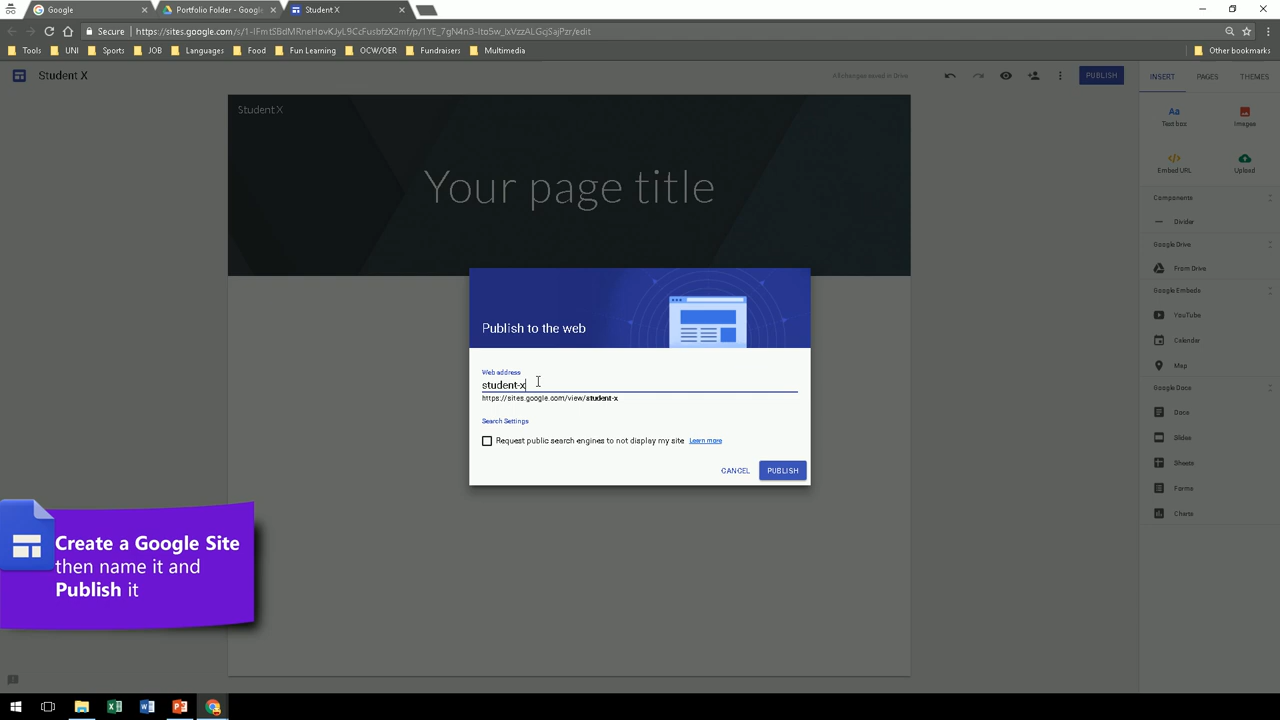 Google
Portfolio Folder - Google
Student X
Secure
https://sites.google.com/s/
/edit
Tools
UNI
Sports
JOB
Languages
Food
Fun Learning
OCW/OER
Fundraisers
Multimedia
Other bookmarks
Student X
All changes saved in Drive
PUBLISH
INSERT
PAGES
THEMES
Student X
Your page title
Text box
Images
Embed URL
Upload
Components
Divider
Google Drive
From Drive
Google Embeds
YouTube
Calendar
Map
Google Docs
Docs
Slides
Sheets
Forms
Charts
Publish to the web
Web address
student-x
https://sites.google.com/view/student-x
Search Settings
Request public search engines to not display my site Learn more
CANCEL
PUBLISH
Create a Google Site
then name it and
Publish it